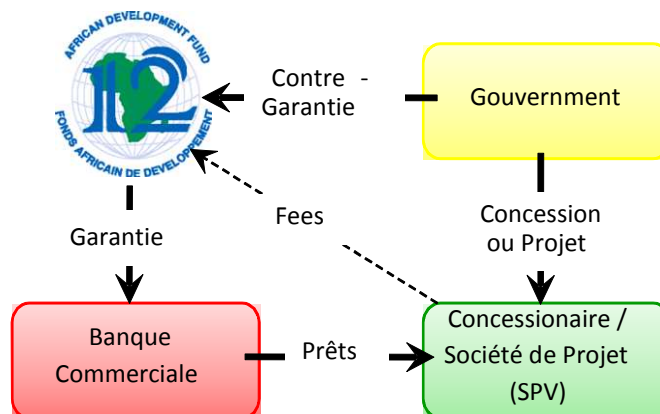 AFRICAN DEVELOPMENT FUND
12
FONDS AFRICAIN DE DEVELOPPEMENT
Contre -
Garantie
Gouvernment
Garantie
Fees
Concession
ou Projet
Banque
Commerciale
Prêts
Concessionaire /
Société de Projet
(SPV)